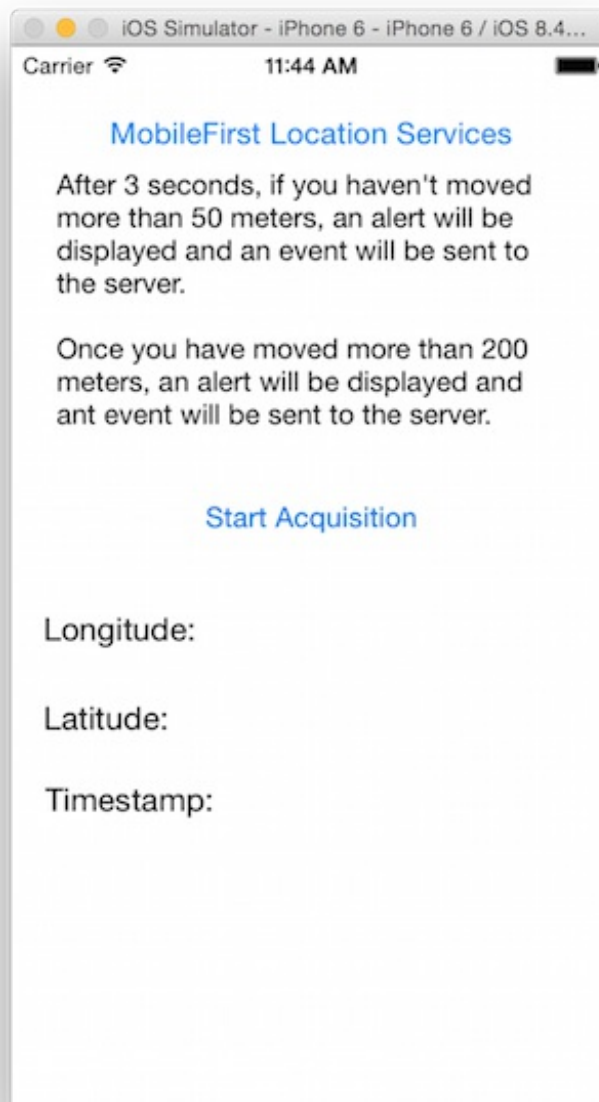 iOS Simulator - iPhone 6 - iPhone 6 / iOS 8.4...
Carrier 11:44 AM
MobileFirst Location Services
After 3 seconds, if you haven't moved
more than 50 meters, an alert will be
displayed and an event will be sent to
the server.
Once you have moved more than 200
meters, an alert will be displayed and
ant event will be sent to the server.
Start Acquisition
Longitude:
Latitude:
Timestamp: